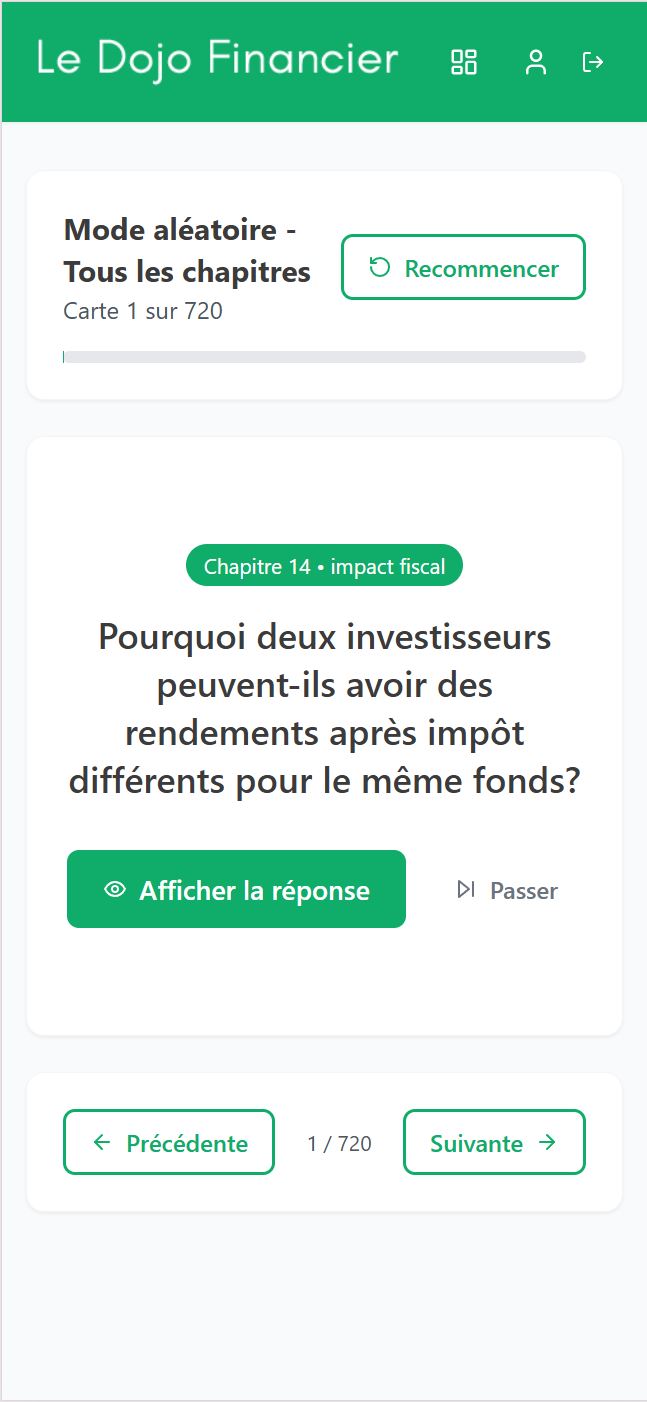 Le Dojo Financier
Mode aléatoire -
Tous les chapitres
Carte 1 sur 720
Recommencer
Chapitre 14 • impact fiscal
Pourquoi deux investisseurs
peuvent-ils avoir des
rendements après impôt
différents pour le même fonds?
Afficher la réponse
Passer
Précédente
1 / 720
Suivante